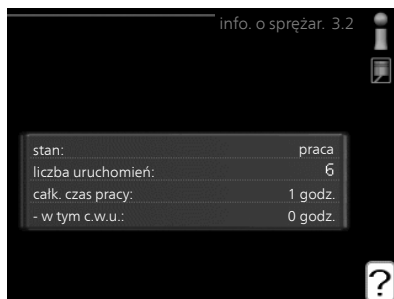 info. o sprężar. 3.2
stan: praca
liczba uruchomień: 6
całk. czas pracy: 1 godz.
- w tym c.w.u.: 0 godz.
?